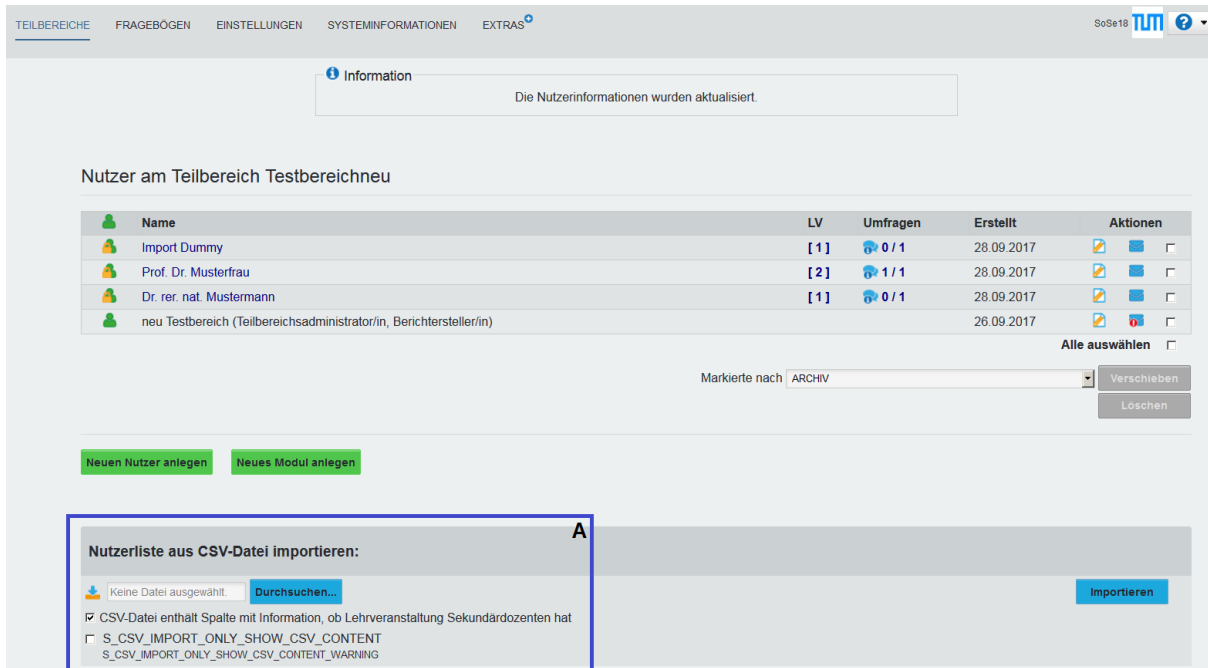 TEILBEREICHE FRAGEBÖGEN EINSTELLUNGEN SYSTEMINFORMATIONEN EXTRAS SoSe18 TUM ?
Information
Die Nutzerinformationen wurden aktualisiert.
Nutzer am Teilbereich Testbereichneu
Name LV Umfragen Erstellt Aktionen
Import Dummy [ 1 ] 0 / 1 28.09.2017
Prof. Dr. Musterfrau [ 2 ] 1 / 1 28.09.2017
Dr. rer. nat. Mustermann [ 1 ] 0 / 1 28.09.2017
neu Testbereich (Teilbereichsadministrator/in, Berichtersteller/in) 26.09.2017
Alle auswählen
Markierte nach ARCHIV Verschieben
Löschen
Neuen Nutzer anlegen Neues Modul anlegen
A
Nutzerliste aus CSV-Datei importieren:
Keine Datei ausgewählt. Durchsuchen... Importieren
CSV-Datei enthält Spalte mit Information, ob Lehrveranstaltung Sekundärdozenten hat
S_CSV_IMPORT_ONLY_SHOW_CSV_CONTENT
S_CSV_IMPORT_ONLY_SHOW_CSV_CONTENT_WARNING